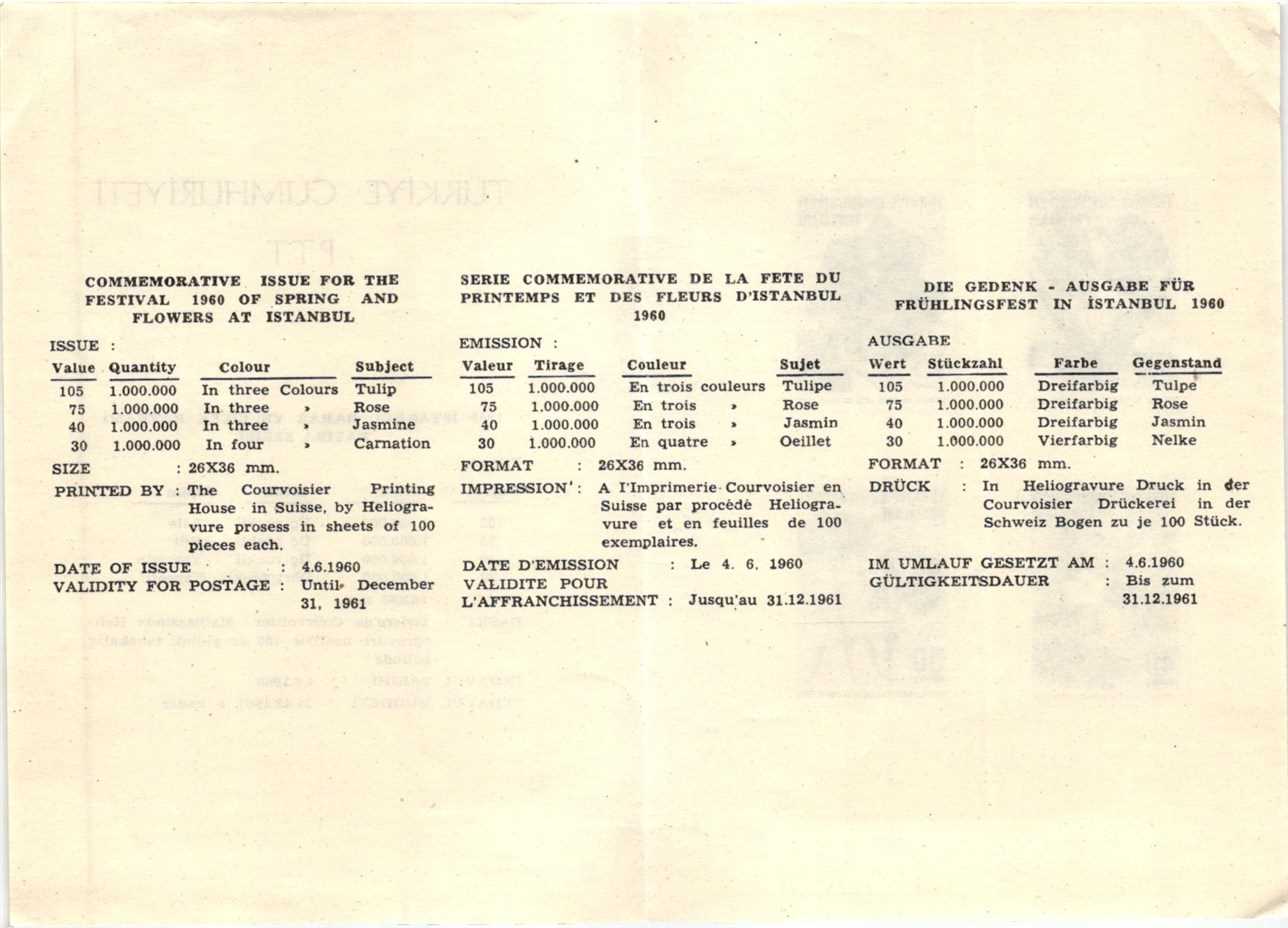 COMMEMORATIVE ISSUE FOR THE
FESTIVAL 1960 OF SPRING AND
FLOWERS AT ISTANBUL
ISSUE :
Value Quantity Colour Subject
105 1.000.000 In three Colours Tulip
75 1.000.000 In three » Rose
40 1.000.000 In three » Jasmine
30 1.000.000 In four » Carnation
SIZE : 26X36 mm.
PRINTED BY : The Courvoisier Printing
House in Suisse, by Heliogra-
vure prosess in sheets of 100
pieces each.
DATE OF ISSUE : 4.6.1960
VALIDITY FOR POSTAGE : Until December
31, 1961
SERIE COMMEMORATIVE DE LA FETE DU
PRINTEMPS ET DES FLEURS D'ISTANBUL
1960
EMISSION :
Valeur Tirage Couleur Sujet
105 1.000.000 En trois couleurs Tulipe
75 1.000.000 En trois » Rose
40 1.000.000 En trois » Jasmin
30 1.000.000 En quatre » Oeillet
FORMAT : 26X36 mm.
IMPRESSION : A I'Imprimerie Courvoisier en
Suisse par procédé Heliogra-
vure et en feuilles de 100
exemplaires.
DATE D'EMISSION : Le 4. 6, 1960
VALIDITE POUR
L'AFFRANCHISSEMENT : Jusqu'au 31.12.1961
DIE GEDENK - AUSGABE FÜR
FRÜHLINGSFEST IN İSTANBUL 1960
AUSGABE
Wert Stückzahl Farbe Gegenstand
105 1.000.000 Dreifarbig Tulpe
75 1.000.000 Dreifarbig Rose
40 1.000.000 Dreifarbig Jasmin
30 1.000.000 Vierfarbig Nelke
FORMAT : 26X36 mm.
DRÜCK : In Heliogravure Druck in der
Courvoisier Drückerei in der
Schweiz Bogen zu je 100 Stück.
IM UMLAUF GESETZT AM : 4.6.1960
GÜLTIGKEITSDAUER : Bis zum
31.12.1961
TÜRKİYE CUMHURİYETİ
PTT